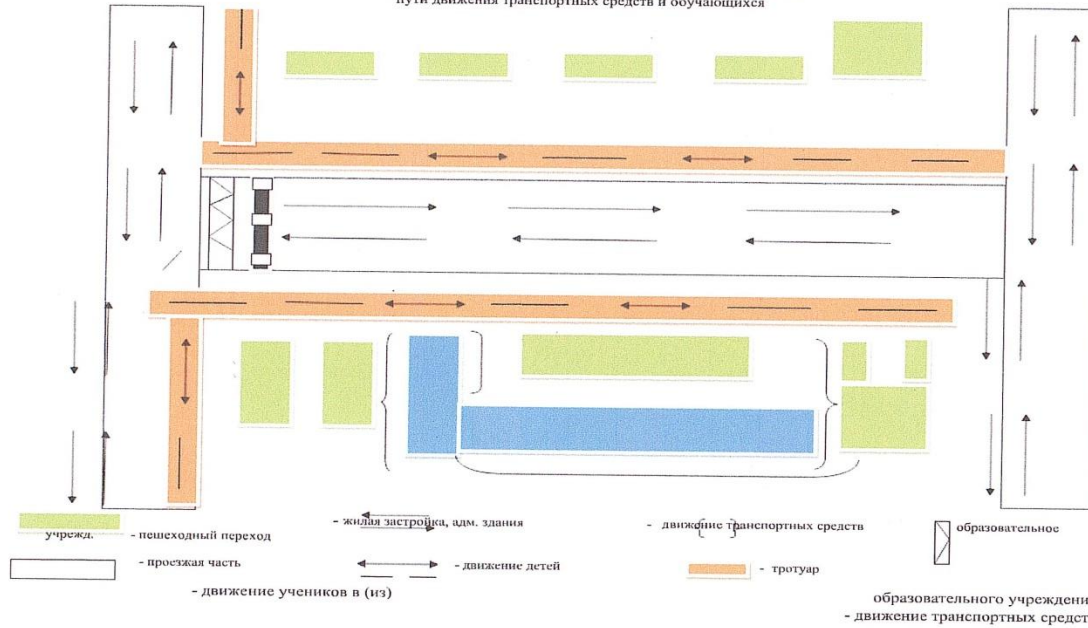 пути движения транспортных средств и обучающихся
- жилая застройка, адм. здания
- движение транспортных средств
образовательное
учрежд.
- пешеходный переход
- проезжая часть
- движение детей
- тротуар
- движение учеников в (из)
образовательного учреждени
- движение транспортных средст